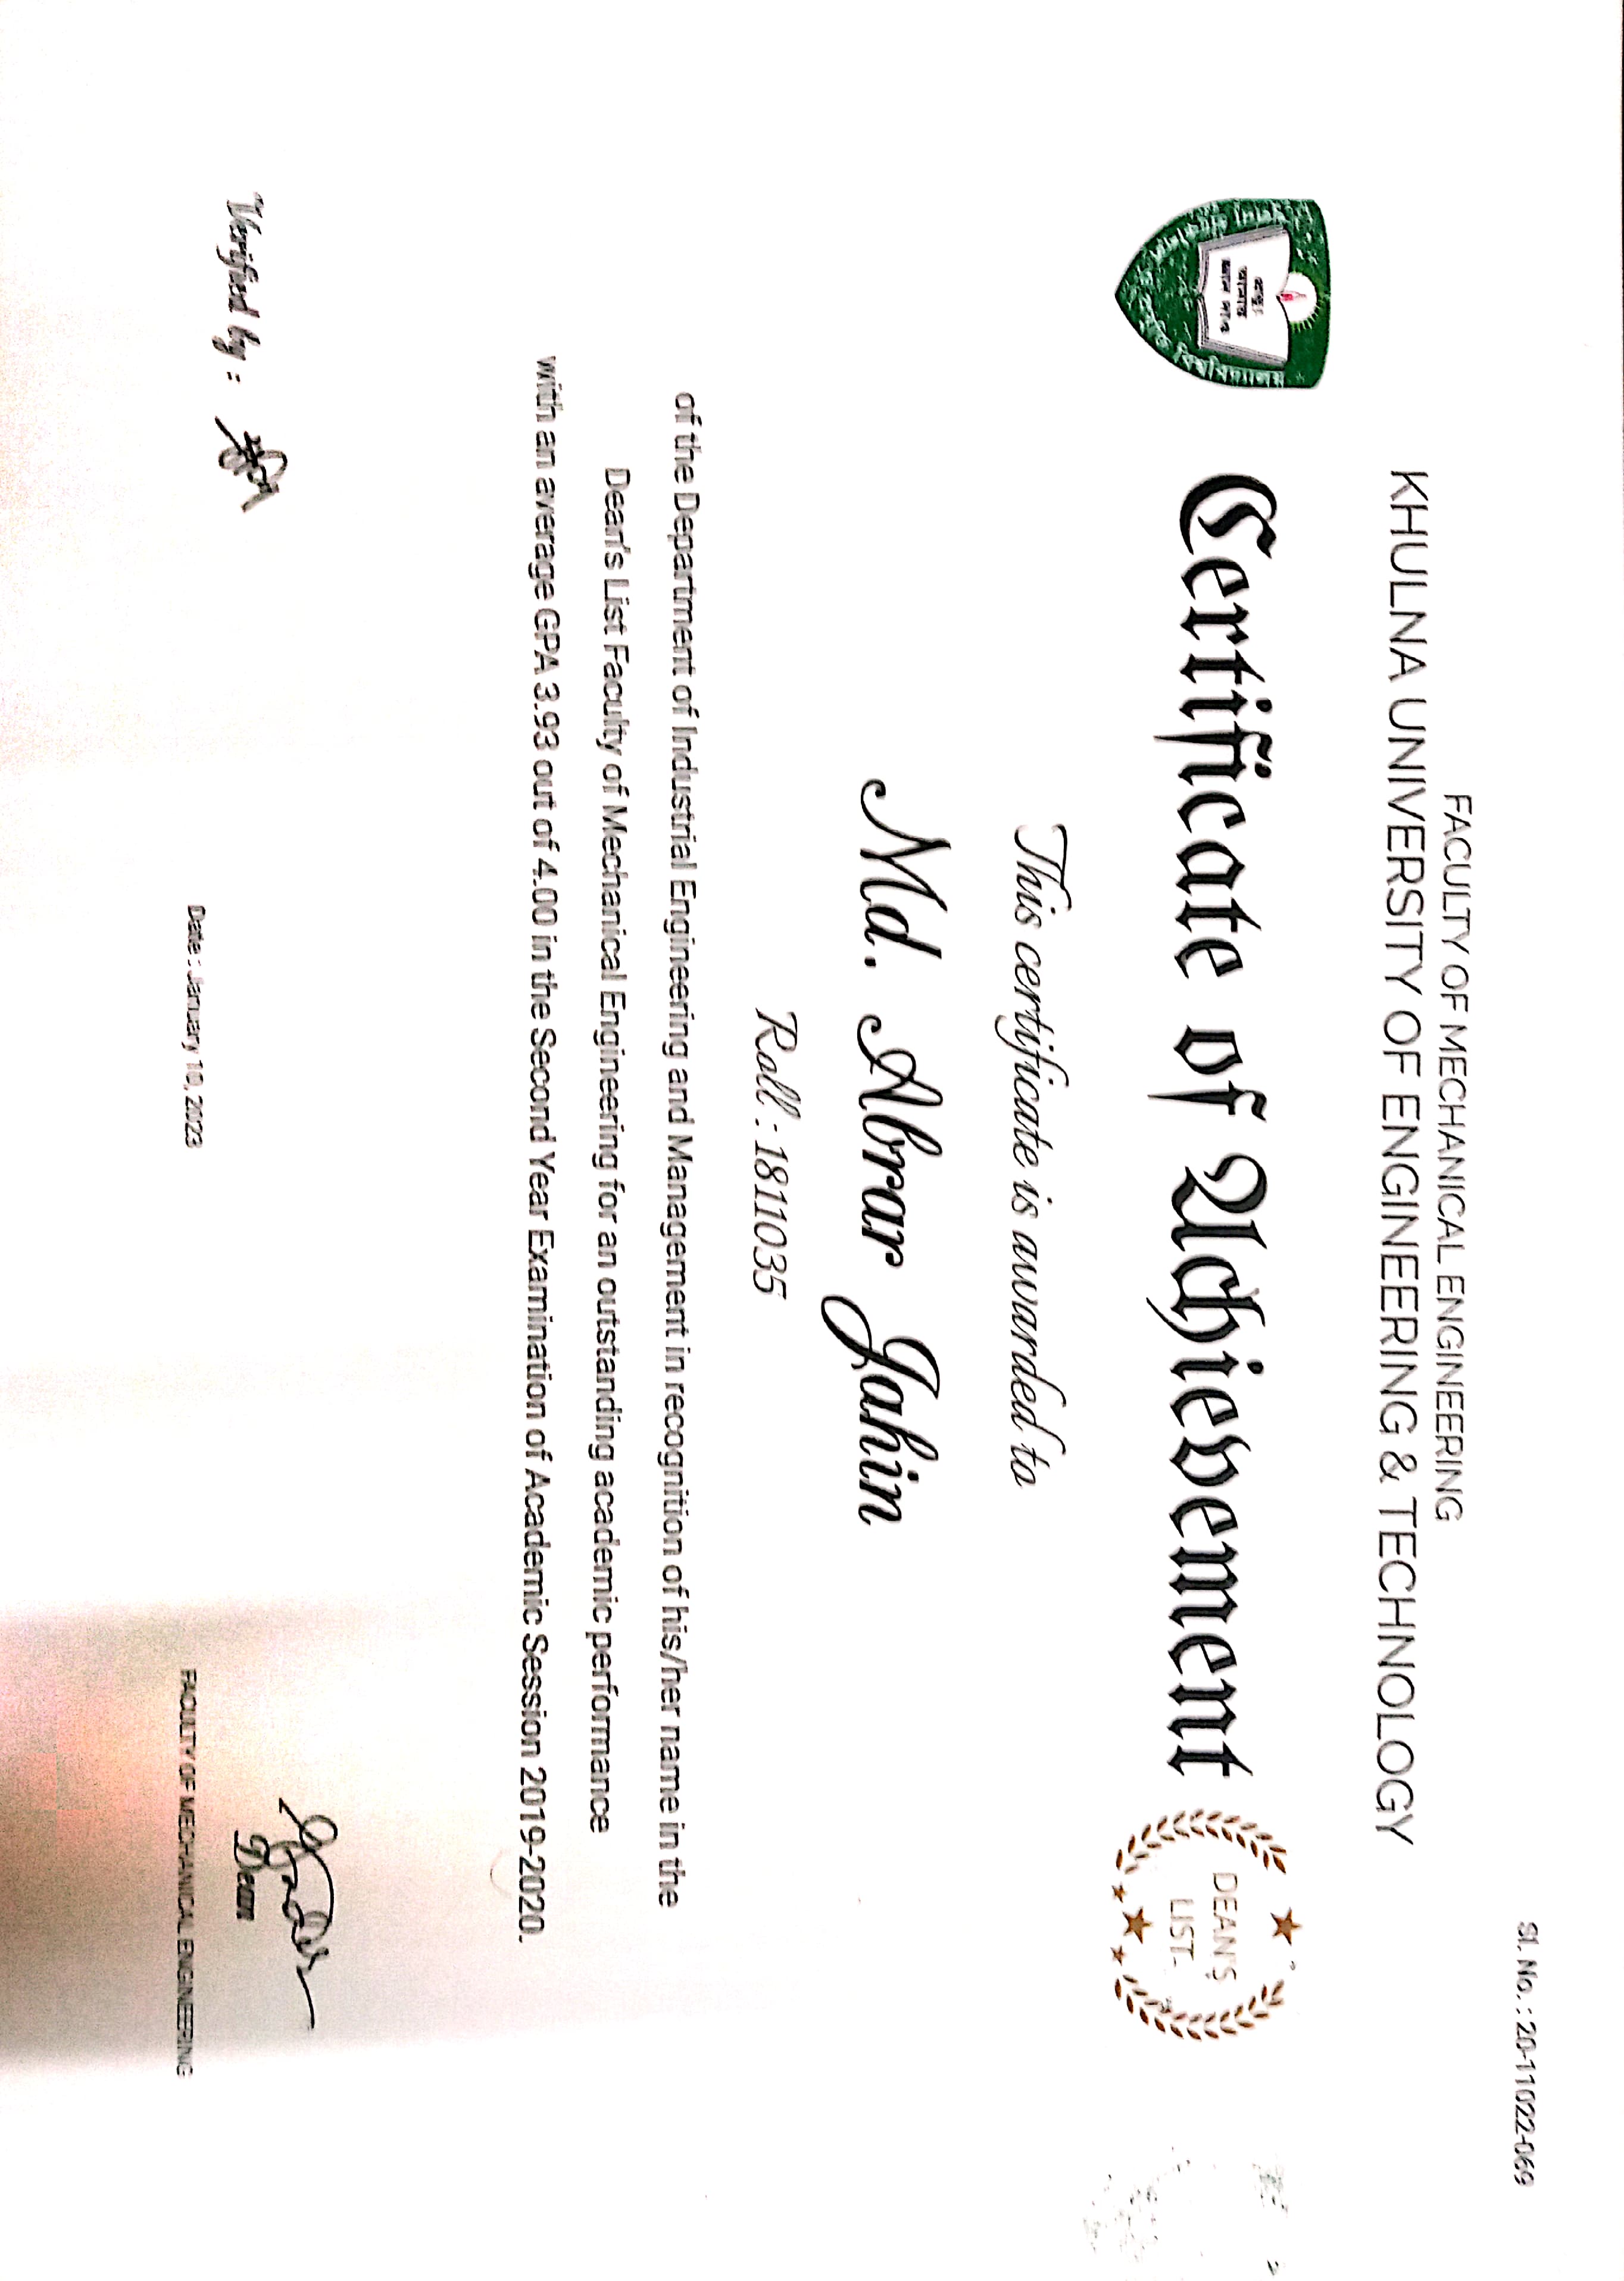 Sl. No. : 20-11022-069
FACULTY OF MECHANICAL ENGINEERING
KHULNA UNIVERSITY OF ENGINEERING & TECHNOLOGY
Certificate of Achievement
DEAN'S
LIST
This certificate is awarded to
Md. Abrar Jahin
Roll : 1811035
of the Department of Industrial Engineering and Management in recognition of his/her name in the
Dean's List Faculty of Mechanical Engineering for an outstanding academic performance
with an average GPA 3.93 out of 4.00 in the Second Year Examination of Academic Session 2019-2020.
Verified by :
Dean
Date : January 10, 2023
FACULTY OF MECHANICAL ENGINEERING